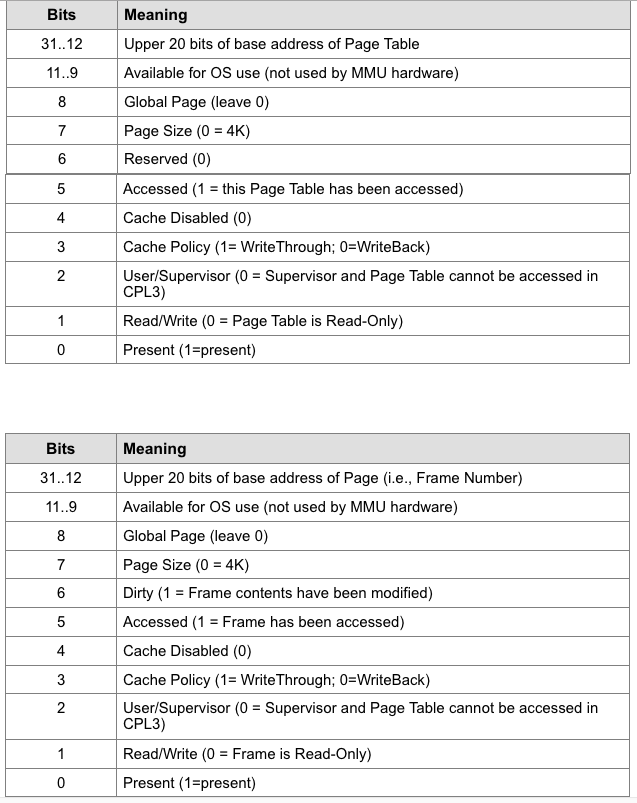 Bits Meaning
31..12 Upper 20 bits of base address of Page Table
11..9 Available for OS use (not used by MMU hardware)
8 Global Page (leave 0)
7 Page Size (0 = 4K)
6 Reserved (0)
5 Accessed (1 = this Page Table has been accessed)
4 Cache Disabled (0)
3 Cache Policy (1= WriteThrough; 0=WriteBack)
2 User/Supervisor (0 = Supervisor and Page Table cannot be accessed in
CPL3)
1 Read/Write (0 = Page Table is Read-Only)
0 Present (1=present)
Bits Meaning
31..12 Upper 20 bits of base address of Page (i.e., Frame Number)
11..9 Available for OS use (not used by MMU hardware)
8 Global Page (leave 0)
7 Page Size (0 = 4K)
6 Dirty (1 = Frame contents have been modified)
5 Accessed (1 = Frame has been accessed)
4 Cache Disabled (0)
3 Cache Policy (1= WriteThrough; 0=WriteBack)
2 User/Supervisor (0 = Supervisor and Page Table cannot be accessed in
CPL3)
1 Read/Write (0 = Frame is Read-Only)
0 Present (1=present)